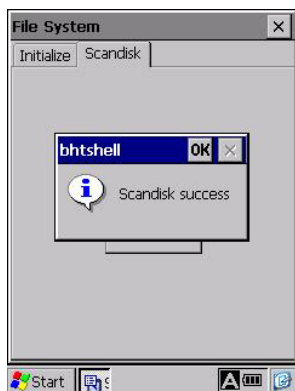 File System
Initialize Scandisk
bhtshell OK
Scandisk success
Start
A